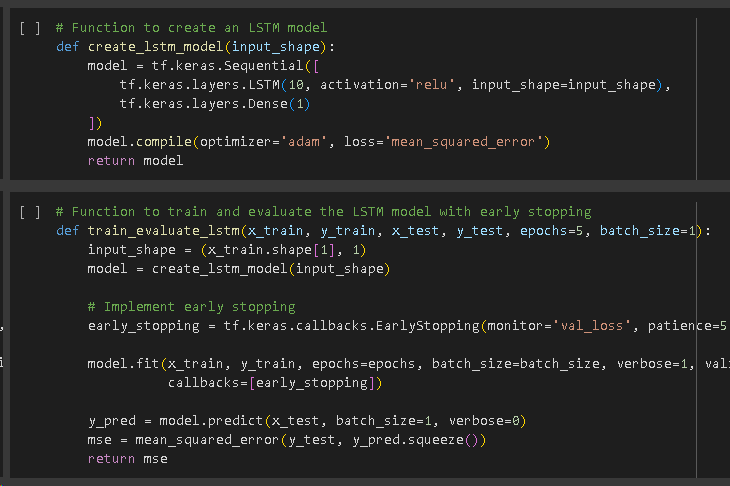 [ ] # Function to create an LSTM model
def create_lstm_model(input_shape):
model = tf.keras.Sequential([
tf.keras.layers.LSTM(10, activation='relu', input_shape=input_shape),
tf.keras.layers.Dense(1)
])
model.compile(optimizer='adam', loss='mean_squared_error')
return model
[ ] # Function to train and evaluate the LSTM model with early stopping
def train_evaluate_lstm(x_train, y_train, x_test, y_test, epochs=5, batch_size=1):
input_shape = (x_train.shape[1], 1)
model = create_lstm_model(input_shape)
# Implement early stopping
early_stopping = tf.keras.callbacks.EarlyStopping(monitor='val_loss', patience=5
model.fit(x_train, y_train, epochs=epochs, batch_size=batch_size, verbose=1, val
callbacks=[early_stopping])
y_pred = model.predict(x_test, batch_size=1, verbose=0)
mse = mean_squared_error(y_test, y_pred.squeeze())
return mse